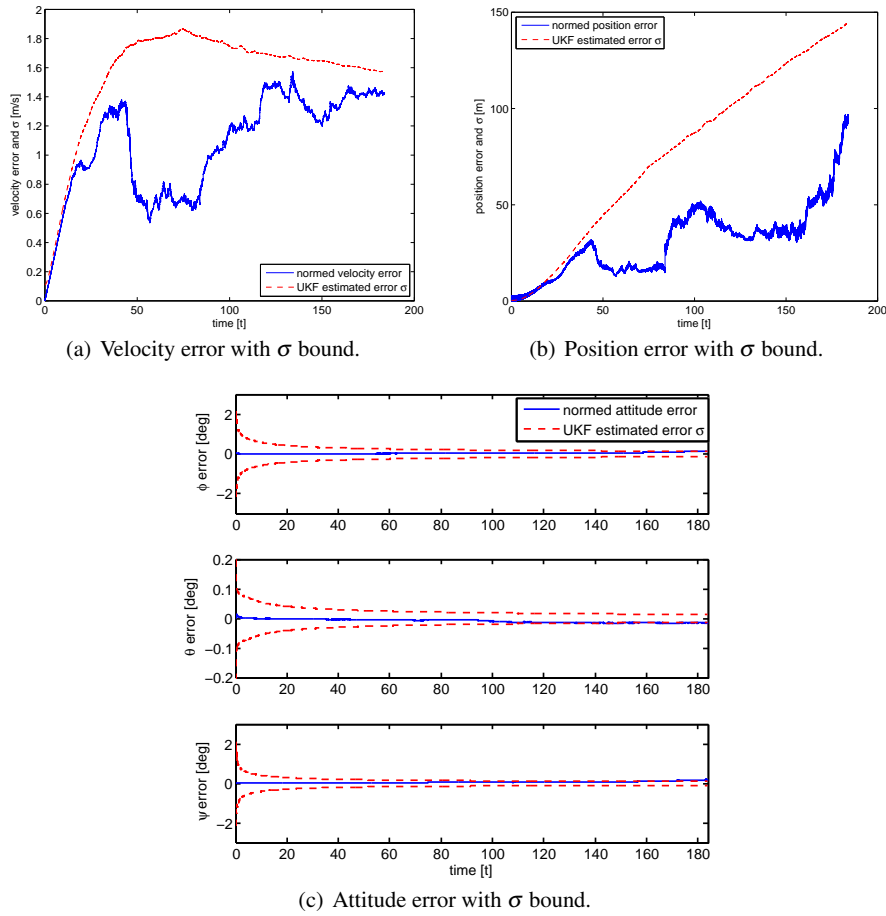 2
1.8
1.6
1.4
1.2
1
0.8
0.6
0.4
0.2
0
velocity error and σ [m/s]
normed velocity error
UKF estimated error σ
0 50 100 150 200
time [t]
(a) Velocity error with σ bound.
150
100
50
0
position error and σ [m]
normed position error
UKF estimated error σ
0 50 100 150 200
time [t]
(b) Position error with σ bound.
normed attitude error
UKF estimated error σ
2
0
−2
ϕ error [deg]
0 20 40 60 80 100 120 140 160 180
0.2
0.1
0
−0.1
−0.2
θ error [deg]
0 20 40 60 80 100 120 140 160 180
2
0
−2
ψ error [deg]
0 20 40 60 80 100 120 140 160 180
time [t]
(c) Attitude error with σ bound.